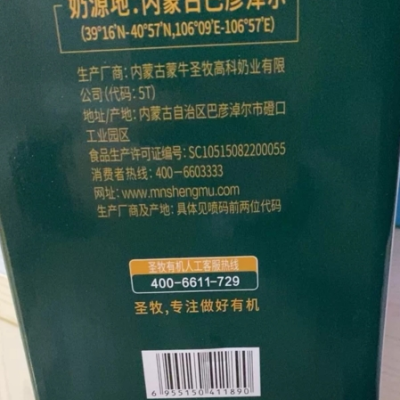 奶源地:内蒙古巴彦淖尔
(39°16′N-40°57′N,106°09′E-106°57′E)
生产厂商:内蒙古蒙牛圣牧高科奶业有限
公司(代码:5T)
地址/产地:内蒙古自治区巴彦淖尔市磴口
工业园区
食品生产许可证编号:SC10515082200055
消费者热线:400-6603333
网址:www.mnshengmu.com
生产厂商及产地:具体见喷码前两位代码
圣牧有机人工客服热线
400-6611-729
圣牧,专注做好有机
6 955150 411890